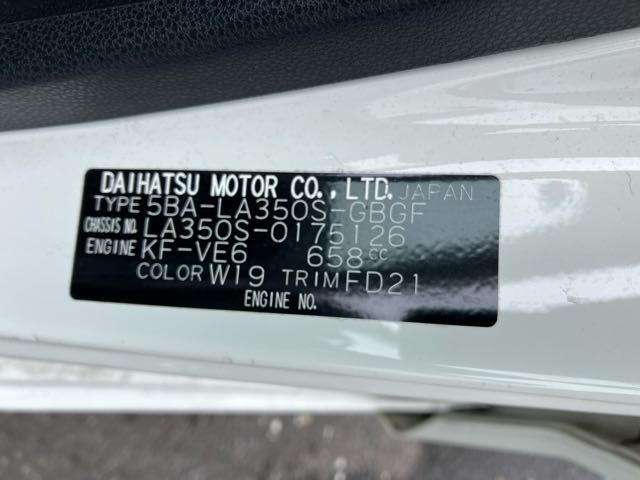 DAIHATSU MOTOR CO., LTD. JAPAN
TYPE 5BA-LA350S-GBGF
CHASSIS NO. LA350S-0175126
ENGINE KF-VE6 658CC
COLOR W19 TRIM FD21
ENGINE NO.